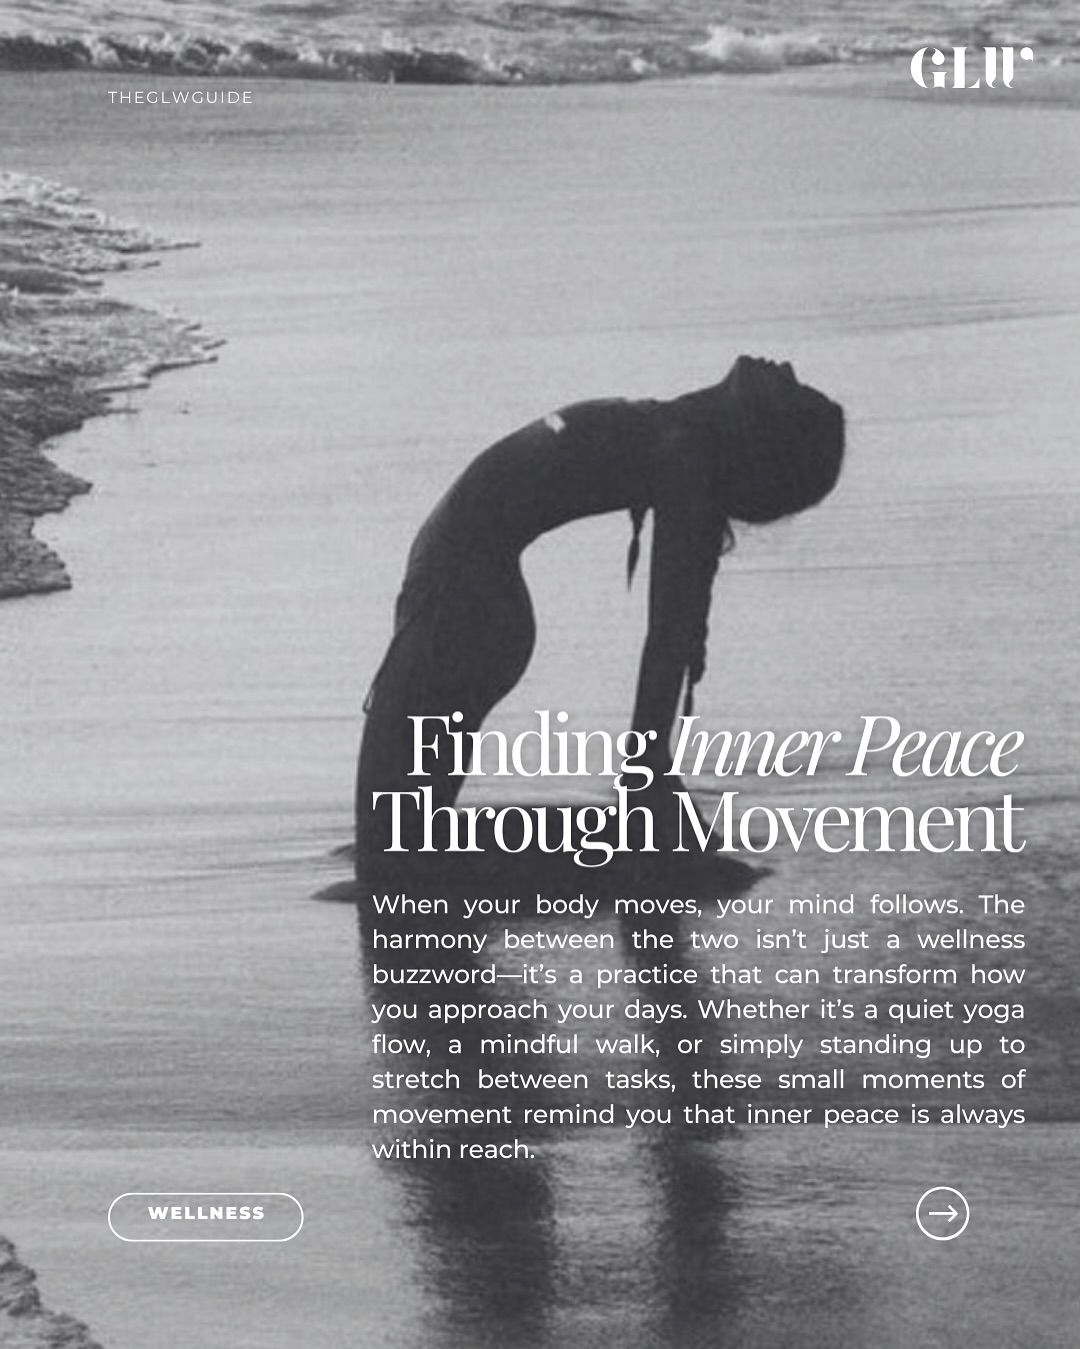 THEGLWGUIDE
GLW
Finding Inner Peace
Through Movement
When your body moves, your mind follows. The
harmony between the two isn’t just a wellness
buzzword—it’s a practice that can transform how
you approach your days. Whether it’s a quiet yoga
flow, a mindful walk, or simply standing up to
stretch between tasks, these small moments of
movement remind you that inner peace is always
within reach.
WELLNESS